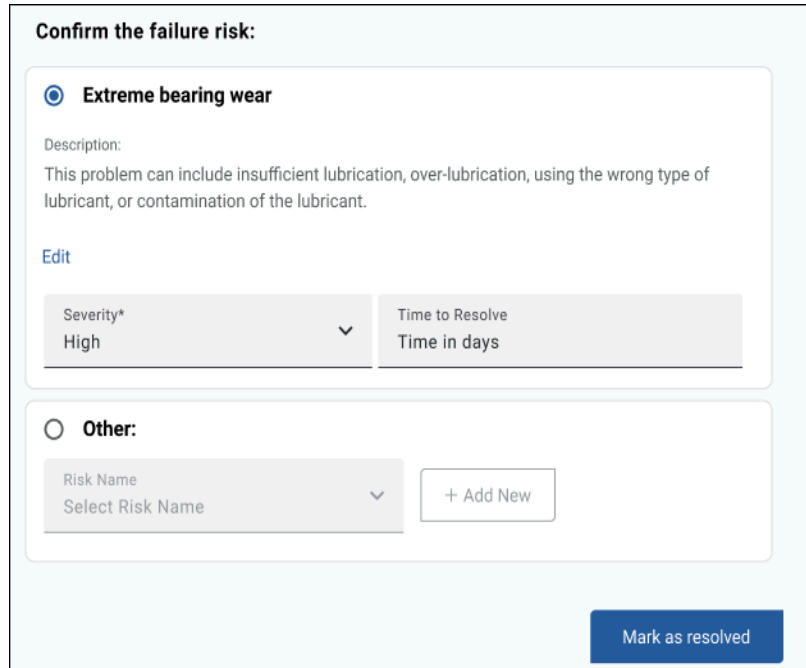 Confirm the failure risk:
Extreme bearing wear
Description:
This problem can include insufficient lubrication, over-lubrication, using the wrong type of
lubricant, or contamination of the lubricant.
Edit
Severity*
High
Time to Resolve
Time in days
Other:
Risk Name
Select Risk Name
+ Add New
Mark as resolved